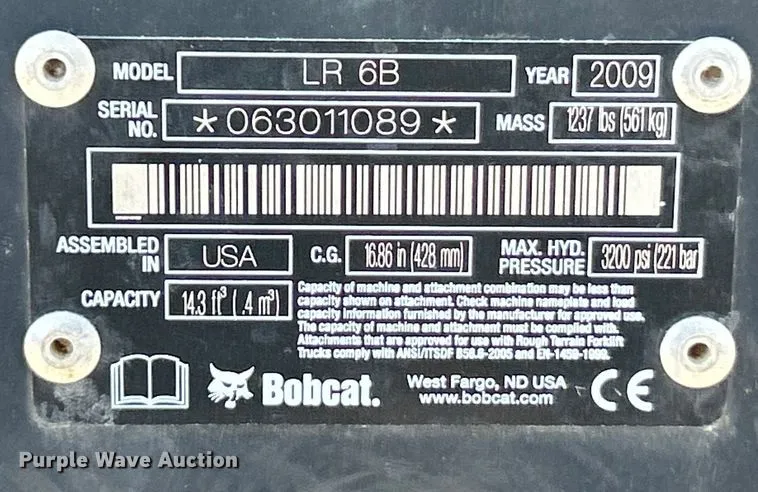 MODEL LR 6B YEAR 2009
SERIAL NO. *063011089* MASS 1237 lbs (561 kg)
ASSEMBLED IN USA C.G. 16.86 in (428 mm) MAX. HYD. PRESSURE 3200 psi (221 bar
CAPACITY 14.3 ft³ ( .4 m³)
Capacity of machine and attachment combination may be less
capacity shown on attachment. Check machine nameplate and load
capacity information furnished by the manufacturer for approved use.
The capacity of machine and attachment must be complied with.
Attachments that are approved for use with Rough Terrain Forklift
Trucks comply with ANSI/ITSDF B56.6-2005 and EN-1459-1998.
Bobcat. West Fargo, ND USA
www.bobcat.com
CE
Purple Wave Auction